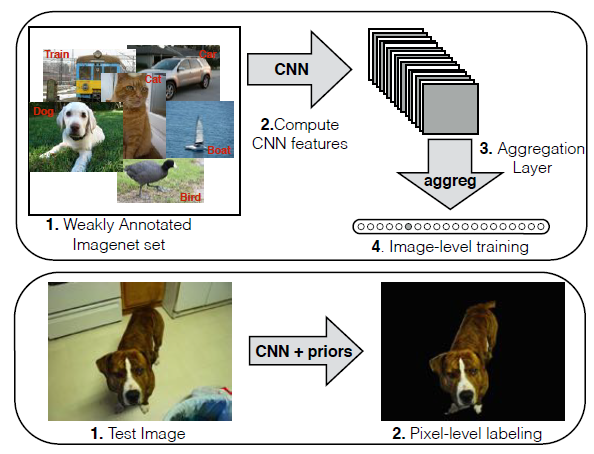 Train
Car
Cat
Dog
Boat
Bird
CNN
2.Compute
CNN features
3. Aggregation
Layer
aggreg
1. Weakly Annotated
Imagenet set
4. Image-level training
CNN + priors
1. Test Image
2. Pixel-level labeling